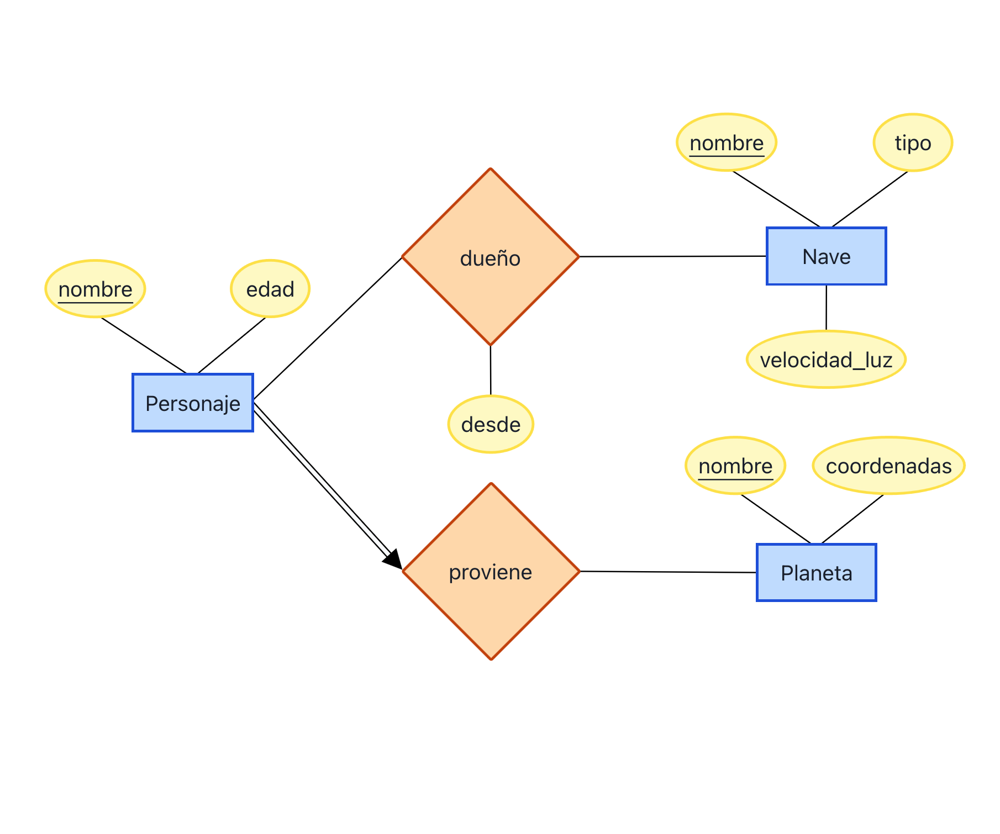 nombre
tipo
dueño
Nave
nombre
edad
velocidad_luz
Personaje
desde
nombre
coordenadas
proviene
Planeta